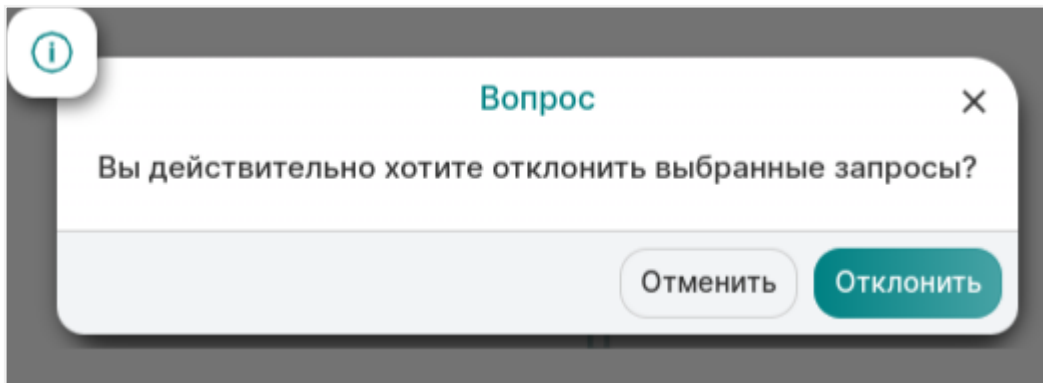 Вопрос
Вы действительно хотите отклонить выбранные запросы?
Отменить
Отклонить